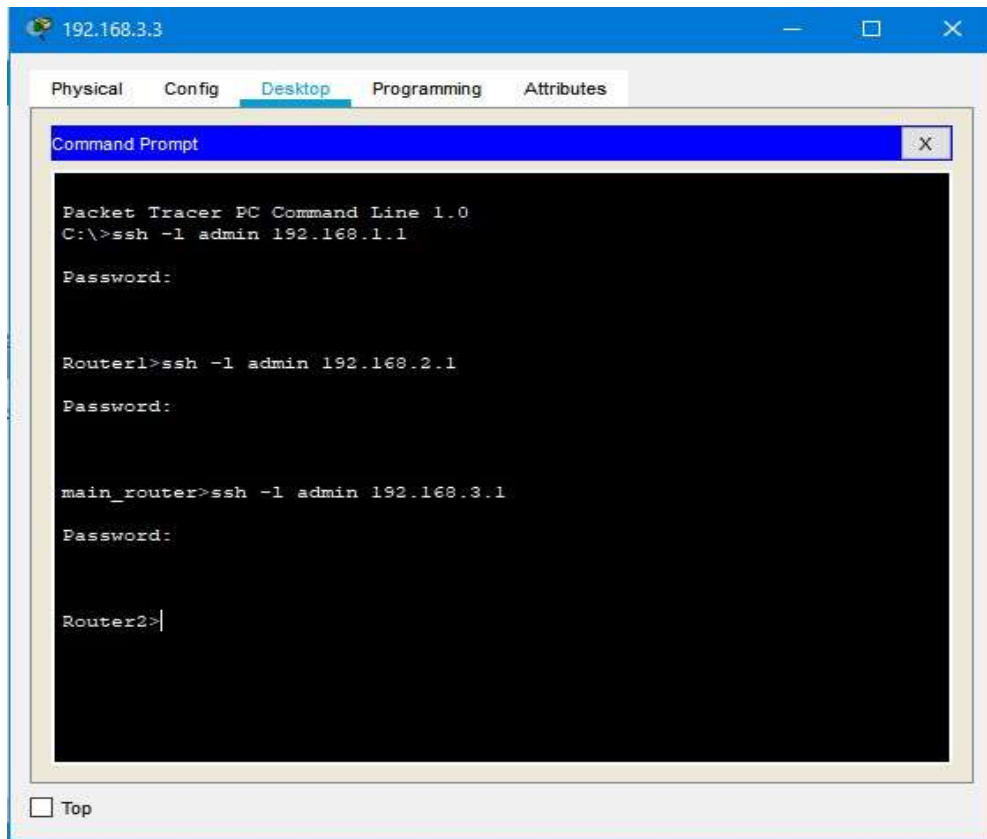 192.168.3.3
Physical Config Desktop Programming Attributes
Command Prompt X
Packet Tracer PC Command Line 1.0
C:\>ssh -l admin 192.168.1.1
Password:
Router1>ssh -l admin 192.168.2.1
Password:
main_router>ssh -l admin 192.168.3.1
Password:
Router2>
Top